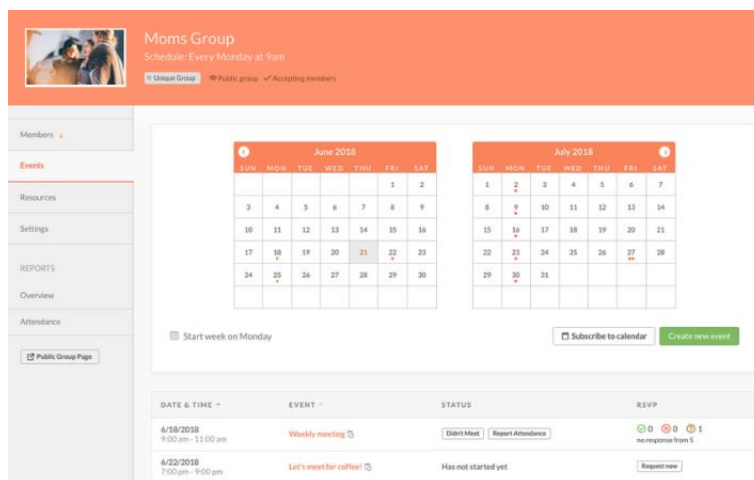 Moms Group
Schedule: Every Monday at 9am
Unique Group Public group Accepting members
Members
Events
Resources
Settings
REPORTS
Overview
Attendance
Public Group Page
June 2018
SUN MON TUE WED THU FRI SAT
1 2
3 4 5 6 7 8 9
10 11 12 13 14 15 16
17 18 19 20 21 22 23
24 25 26 27 28 29 30
July 2018
SUN MON TUE WED THU FRI SAT
1 2 3 4 5 6 7
8 9 10 11 12 13 14
15 16 17 18 19 20 21
22 23 24 25 26 27 28
29 30 31
Start week on Monday
Subscribe to calendar
Create new event
DATE & TIME EVENT STATUS RSVP
6/18/2018
9:00 am - 11:00 am
Weekly meeting
Didn't Meet Report Attendance
0 0 1
no response from 5
6/22/2018
7:00 pm - 9:00 pm
Let's meet for coffee!
Has not started yet
Request now